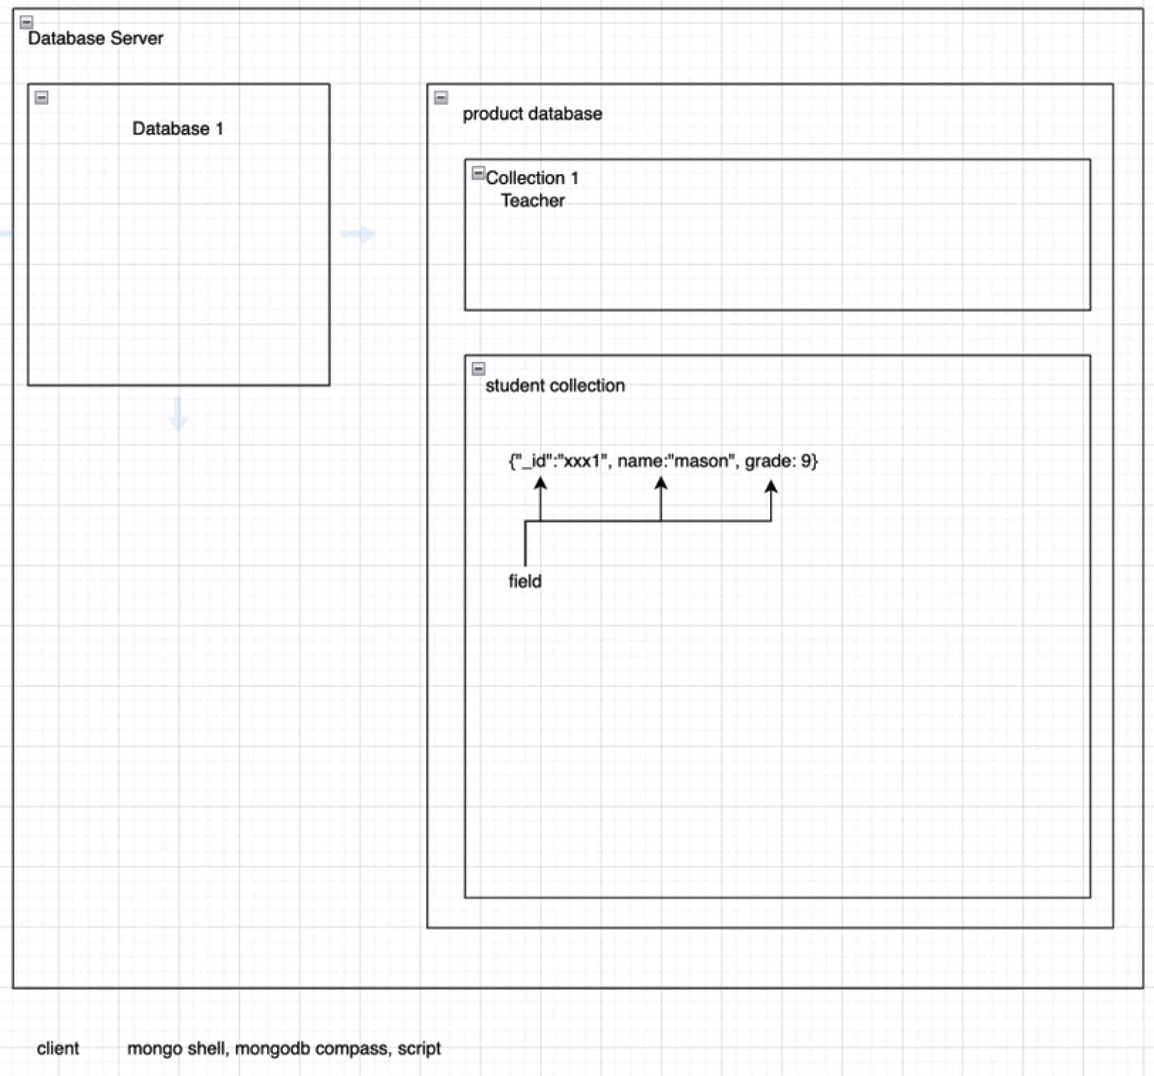 Database Server
Database 1
product database
Collection 1
Teacher
student collection
{"_id":"xxx1", name:"mason", grade: 9}
field
client
mongo shell, mongodb compass, script